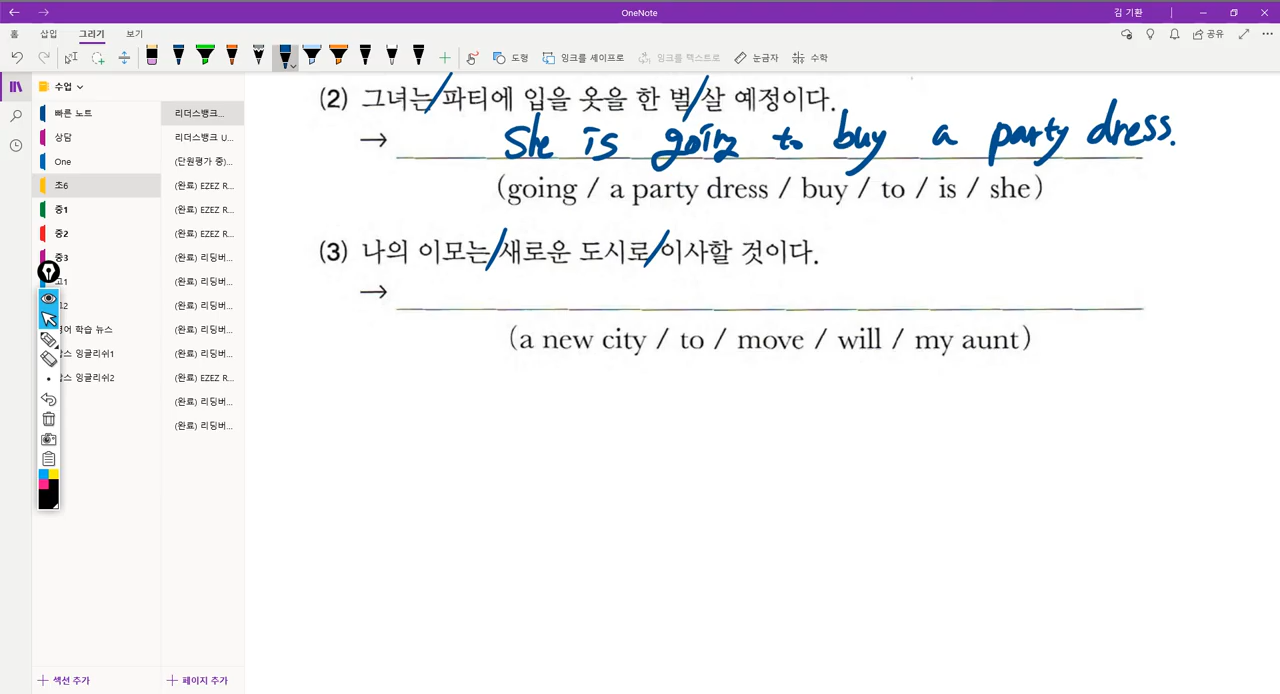 OneNote
김 기환
홈 삽입 그리기 보기
공유
도형 잉크를 셰이프로 잉크를 텍스트로 눈금자 수학
수업
빠른 노트
상담
One
초6
중1
중2
중3
고1
영어 학습 뉴스
잉글리쉬1
잉글리쉬2
섹션 추가
리더스뱅크...
리더스뱅크 U...
(단원평가 중)...
(완료) EZEZ R...
(완료) EZEZ R...
(완료) EZEZ R...
(완료) 리딩버...
(완료) 리딩버...
(완료) 리딩버...
(완료) 리딩버...
(완료) 리딩버...
(완료) EZEZ R...
(완료) 리딩버...
(완료) 리딩버...
페이지 추가
(2) 그녀는/파티에 입을 옷을 한 벌/살 예정이다.
→ She is going to buy a party dress.
(going / a party dress / buy / to / is / she)
(3) 나의 이모는/새로운 도시로/이사할 것이다.
→
(a new city / to / move / will / my aunt)